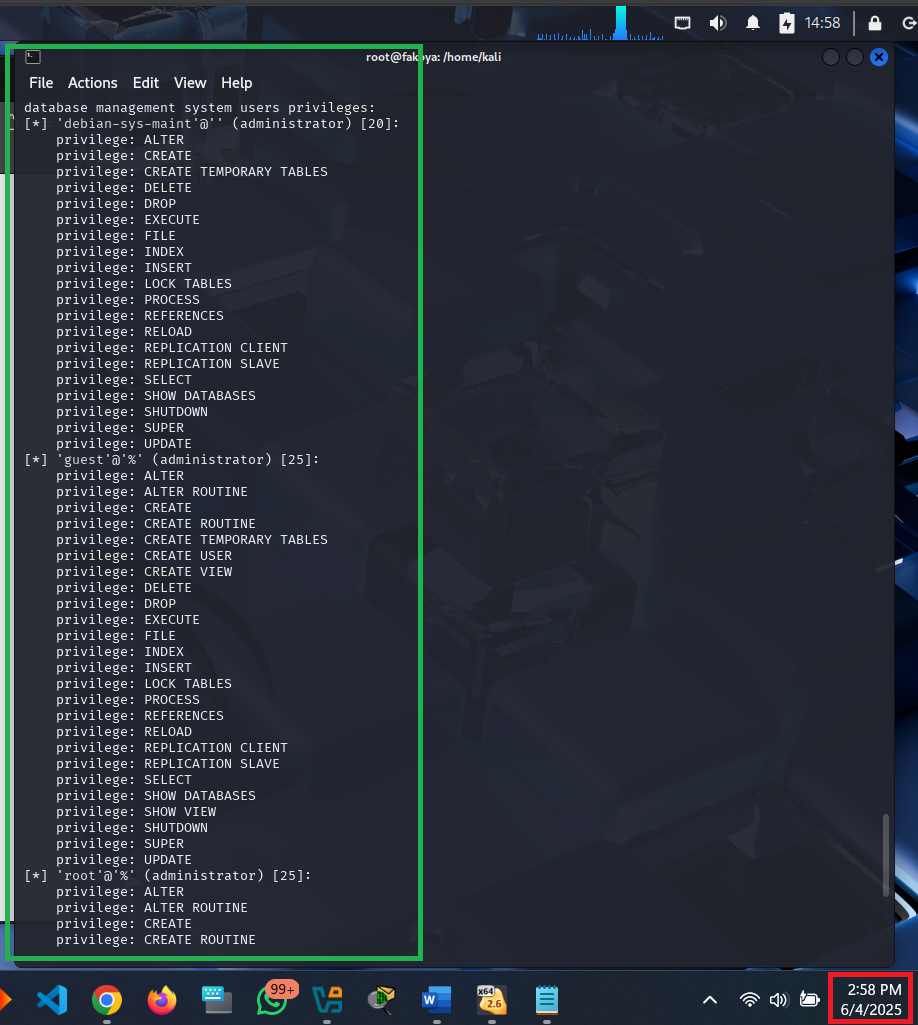 14:58
root@fakoya: /home/kali
File Actions Edit View Help
database management system users privileges:
[*] 'debian-sys-maint'@'' (administrator) [20]:
privilege: ALTER
privilege: CREATE
privilege: CREATE TEMPORARY TABLES
privilege: DELETE
privilege: DROP
privilege: EXECUTE
privilege: FILE
privilege: INDEX
privilege: INSERT
privilege: LOCK TABLES
privilege: PROCESS
privilege: REFERENCES
privilege: RELOAD
privilege: REPLICATION CLIENT
privilege: REPLICATION SLAVE
privilege: SELECT
privilege: SHOW DATABASES
privilege: SHUTDOWN
privilege: SUPER
privilege: UPDATE
[*] 'guest'@'%' (administrator) [25]:
privilege: ALTER
privilege: ALTER ROUTINE
privilege: CREATE
privilege: CREATE ROUTINE
privilege: CREATE TEMPORARY TABLES
privilege: CREATE USER
privilege: CREATE VIEW
privilege: DELETE
privilege: DROP
privilege: EXECUTE
privilege: FILE
privilege: INDEX
privilege: INSERT
privilege: LOCK TABLES
privilege: PROCESS
privilege: REFERENCES
privilege: RELOAD
privilege: REPLICATION CLIENT
privilege: REPLICATION SLAVE
privilege: SELECT
privilege: SHOW DATABASES
privilege: SHOW VIEW
privilege: SHUTDOWN
privilege: SUPER
privilege: UPDATE
[*] 'root'@'%' (administrator) [25]:
privilege: ALTER
privilege: ALTER ROUTINE
privilege: CREATE
privilege: CREATE ROUTINE
99+
W
x64
2.6
2:58 PM
6/4/2025